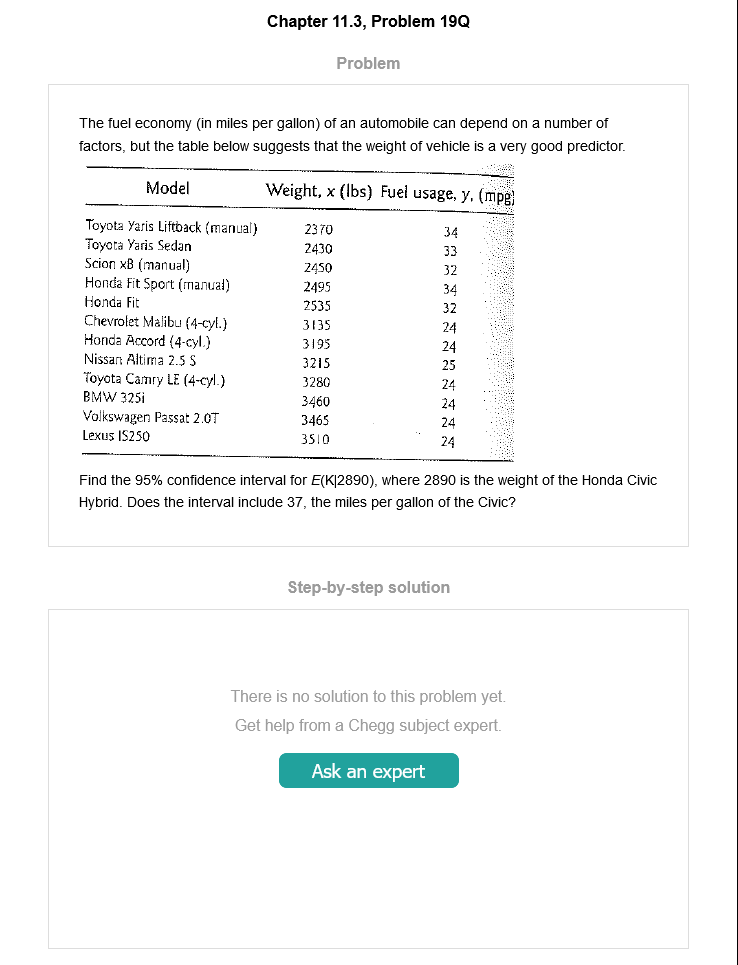 Chapter 11.3, Problem 19Q
Problem
The fuel economy (in miles per gallon) of an automobile can depend on a number of
factors, but the table below suggests that the weight of vehicle is a very good predictor.
Model Weight, x (lbs) Fuel usage, y, (mpg)
Toyota Yaris Liftback (manual) 2370 34
Toyota Yaris Sedan 2430 33
Scion xB (manual) 2450 32
Honda Fit Sport (manual) 2495 34
Honda Fit 2535 32
Chevrolet Malibu (4-cyl.) 3135 24
Honda Accord (4-cyl.) 3195 24
Nissan Altima 2.5 S 3215 25
Toyota Camry LE (4-cyl.) 3280 24
BMW 325i 3460 24
Volkswagen Passat 2.0T 3465 24
Lexus IS250 3510 24
Find the 95% confidence interval for E(K|2890), where 2890 is the weight of the Honda Civic
Hybrid. Does the interval include 37, the miles per gallon of the Civic?
Step-by-step solution
There is no solution to this problem yet.
Get help from a Chegg subject expert.
Ask an expert